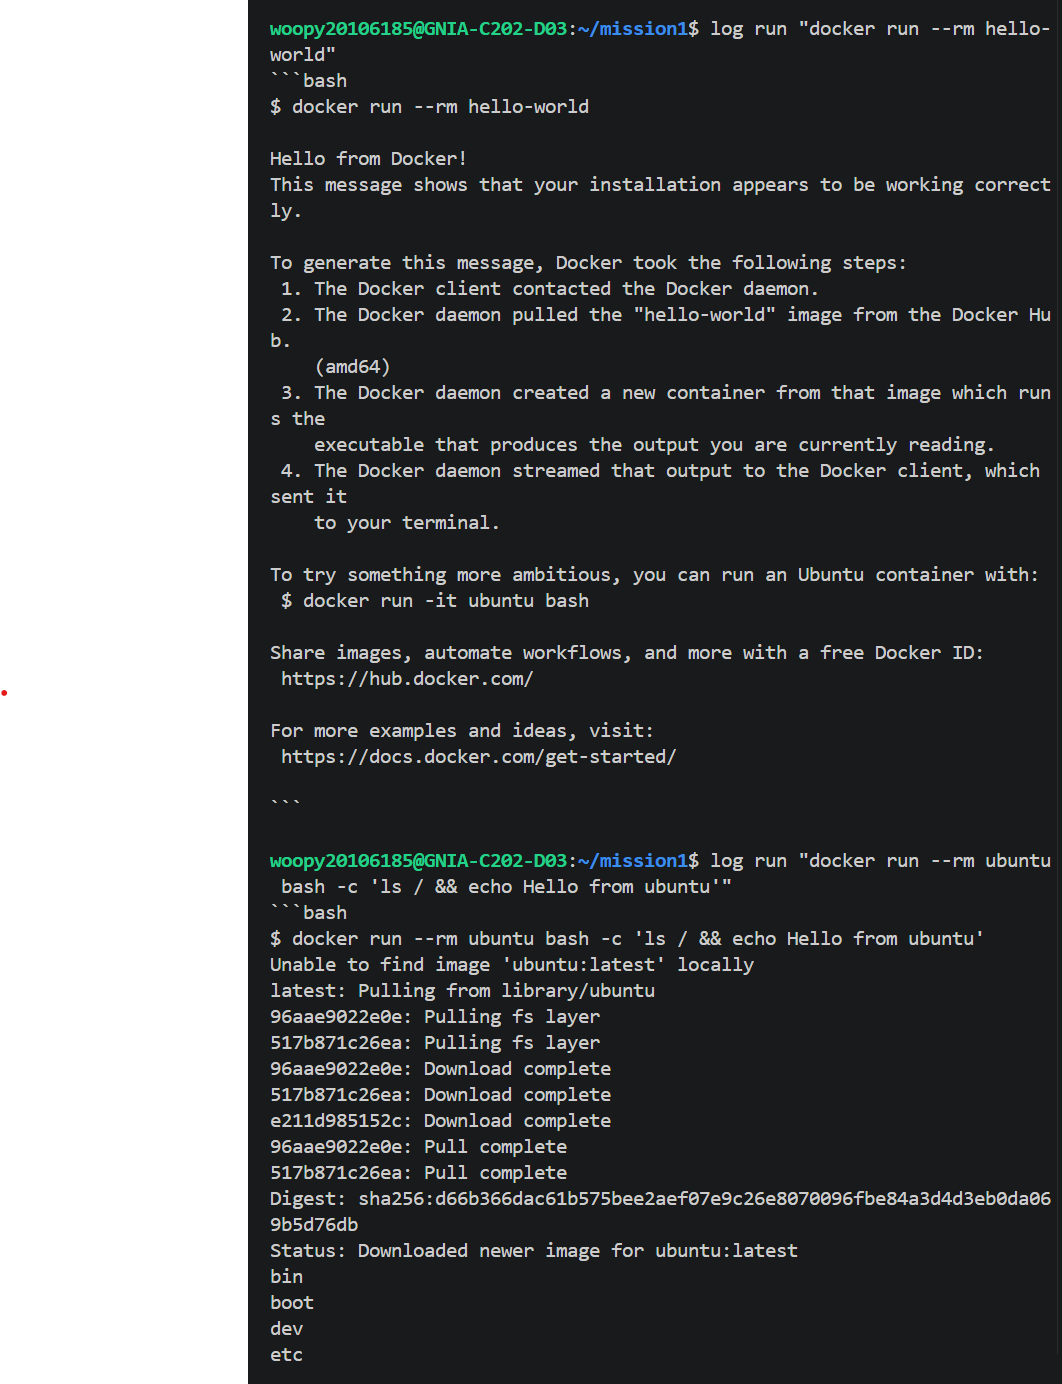 woopy20106185@GNIA-C202-D03:~/mission1$ log run "docker run --rm hello-
world"
```bash
$ docker run --rm hello-world

Hello from Docker!
This message shows that your installation appears to be working correct
ly.

To generate this message, Docker took the following steps:
 1. The Docker client contacted the Docker daemon.
 2. The Docker daemon pulled the "hello-world" image from the Docker Hu
b.
    (amd64)
 3. The Docker daemon created a new container from that image which run
s the
    executable that produces the output you are currently reading.
 4. The Docker daemon streamed that output to the Docker client, which 
sent it
    to your terminal.

To try something more ambitious, you can run an Ubuntu container with:
 $ docker run -it ubuntu bash

Share images, automate workflows, and more with a free Docker ID:
 https://hub.docker.com/

For more examples and ideas, visit:
 https://docs.docker.com/get-started/

```

woopy20106185@GNIA-C202-D03:~/mission1$ log run "docker run --rm ubuntu
 bash -c 'ls / && echo Hello from ubuntu'"
```bash
$ docker run --rm ubuntu bash -c 'ls / && echo Hello from ubuntu'
Unable to find image 'ubuntu:latest' locally
latest: Pulling from library/ubuntu
96aae9022e0e: Pulling fs layer
517b871c26ea: Pulling fs layer
96aae9022e0e: Download complete
517b871c26ea: Download complete
e211d985152c: Download complete
96aae9022e0e: Pull complete
517b871c26ea: Pull complete
Digest: sha256:d66b366dac61b575bee2aef07e9c26e8070096fbe84a3d4d3eb0da06
9b5d76db
Status: Downloaded newer image for ubuntu:latest
bin
boot
dev
etc